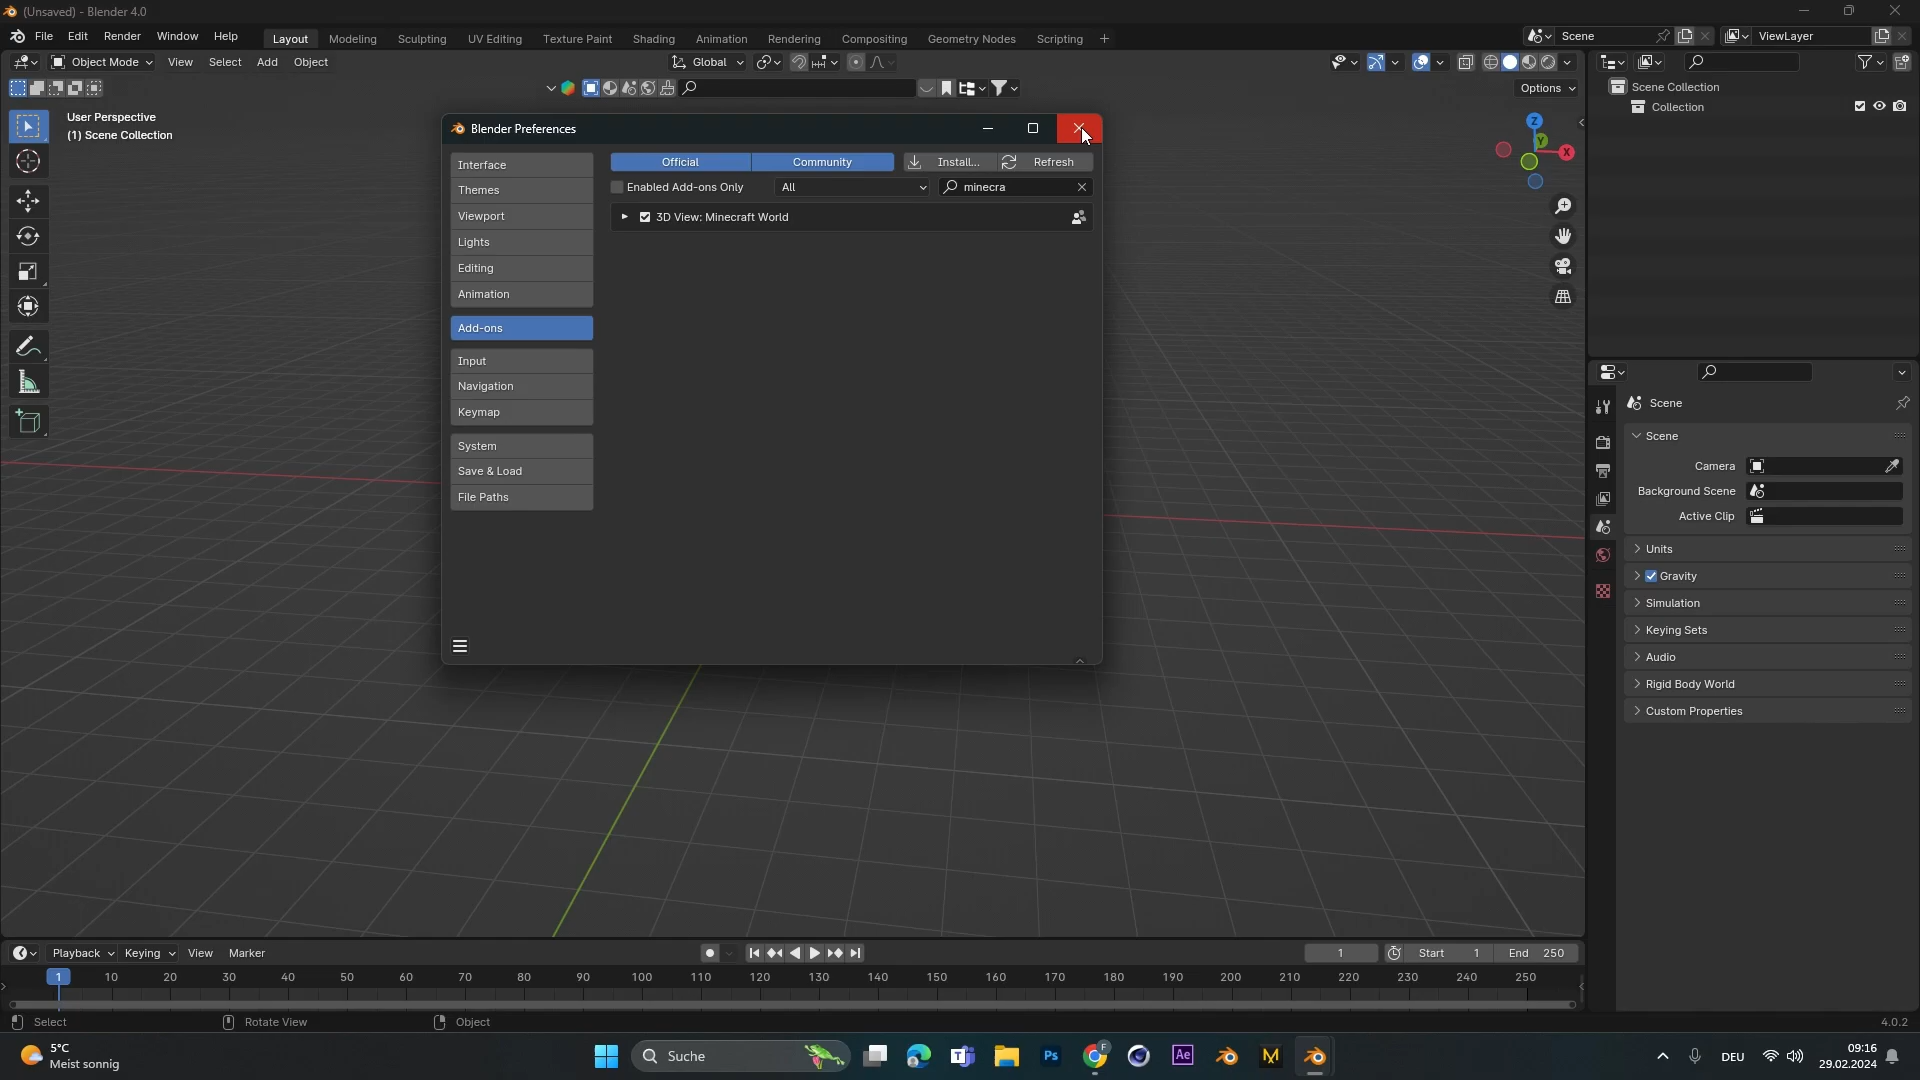 (Unsaved) - Blender 4.0
File Edit Render Window Help Layout Modeling Sculpting UV Editing Texture Paint Shading Animation Rendering Compositing Geometry Nodes Scripting + Scene ViewLayer
Object Mode View Select Add Object Global
Options
User Perspective
(1) Scene Collection
Z
Y
X
Scene Collection
Collection
Blender Preferences
Interface
Themes
Viewport
Lights
Editing
Animation
Add-ons
Input
Navigation
Keymap
System
Save & Load
File Paths
Official Community Install... Refresh
Enabled Add-ons Only All minecra
3D View: Minecraft World
Scene
Scene
Camera
Background Scene
Active Clip
Units
Gravity
Simulation
Keying Sets
Audio
Rigid Body World
Custom Properties
Playback Keying View Marker 1 Start 1 End 250
1 10 20 30 40 50 60 70 80 90 100 110 120 130 140 150 160 170 180 190 200 210 220 230 240 250
Select Rotate View Object 4.0.2
5°C
Meist sonnig
Suche
F
Ps
Ae
M
DEU
09:16
29.02.2024